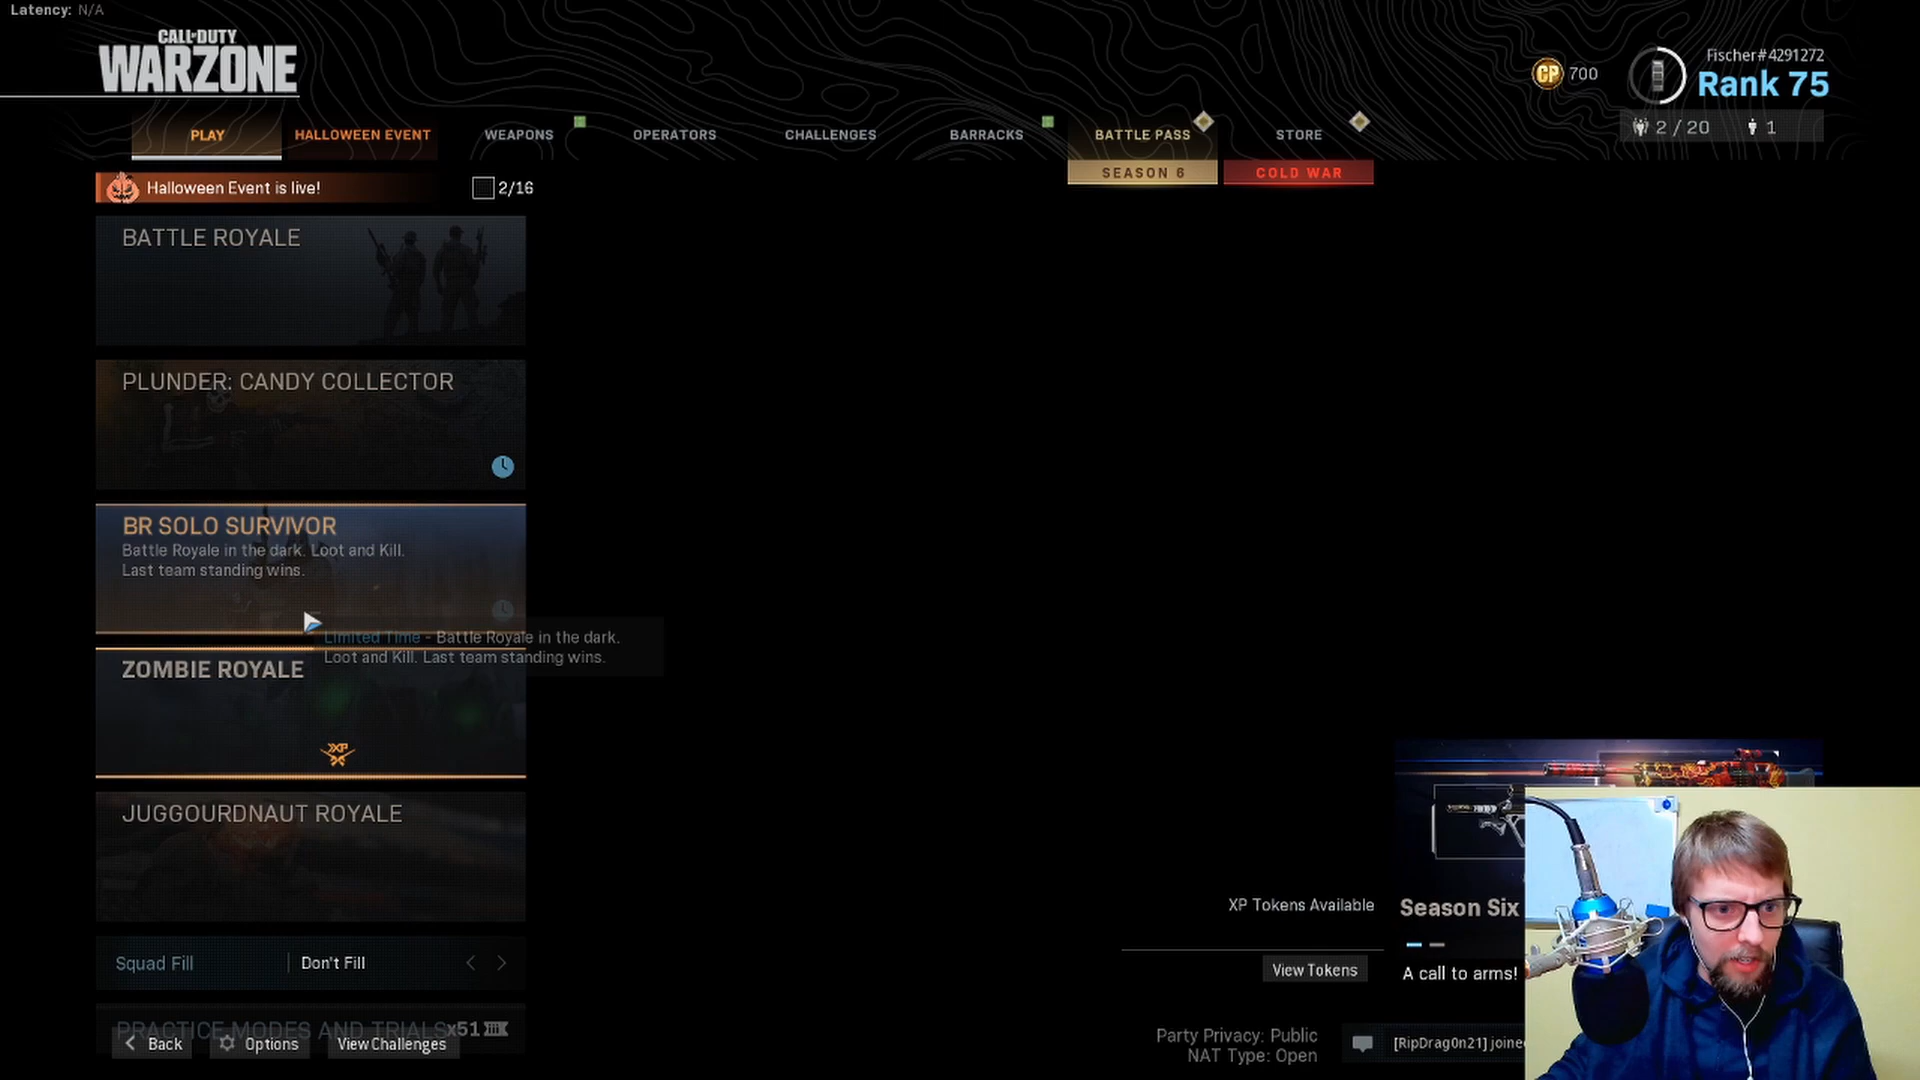 Latency: N/A
CALL OF DUTY
WARZONE
CP 700
Fischer#4291272
Rank 75
2 / 20 1
PLAY
HALLOWEEN EVENT
WEAPONS
OPERATORS
CHALLENGES
BARRACKS
BATTLE PASS
STORE
SEASON 6
COLD WAR
Halloween Event is live!
2/16
BATTLE ROYALE
PLUNDER: CANDY COLLECTOR
BR SOLO SURVIVOR
Battle Royale in the dark. Loot and Kill.
Last team standing wins.
Limited Time - Battle Royale in the dark.
Loot and Kill. Last team standing wins.
ZOMBIE ROYALE
XP
JUGGOURDNAUT ROYALE
Squad Fill
Don't Fill
PRACTICE MODES AND TRIALS
x51
Back
Options
View Challenges
XP Tokens Available
View Tokens
Season Six
A call to arms!
Party Privacy: Public
NAT Type: Open
[RipDrag0n21] joine